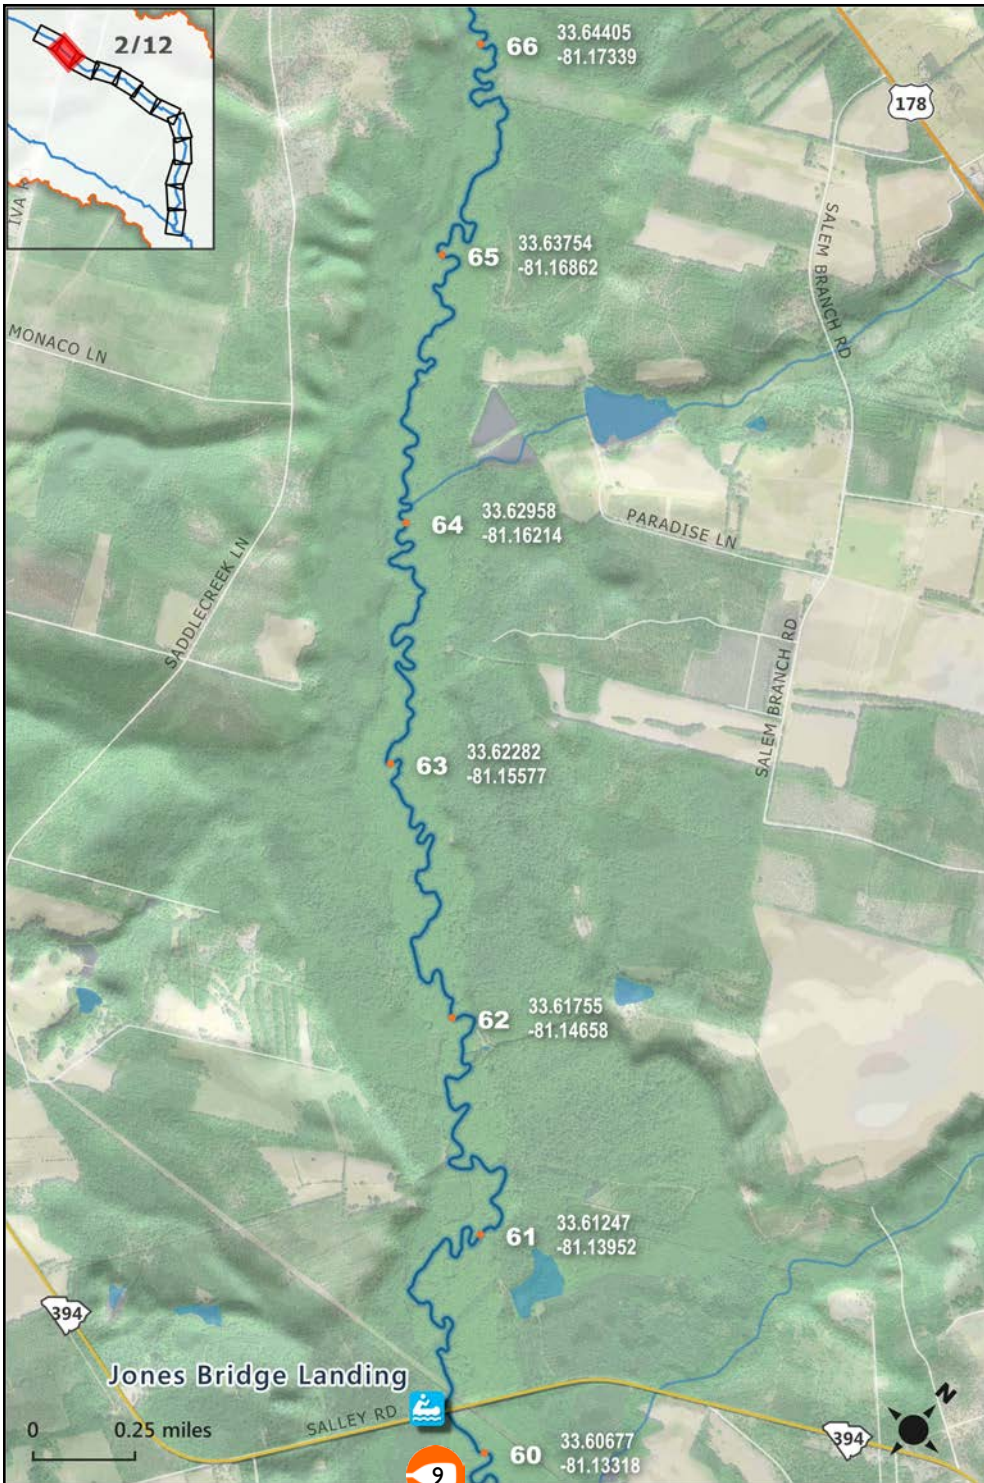 2/12
IVA R
66
33.64405
-81.17339
178
SALEM BRANCH RD
65
33.63754
-81.16862
MONACO LN
64
33.62958
-81.16214
PARADISE LN
SADDLECREEK LN
SALEM BRANCH RD
63
33.62282
-81.15577
62
33.61755
-81.14658
61
33.61247
-81.13952
394
Jones Bridge Landing
SALLEY RD
0 0.25 miles
N
394
60
33.60677
-81.13318
9